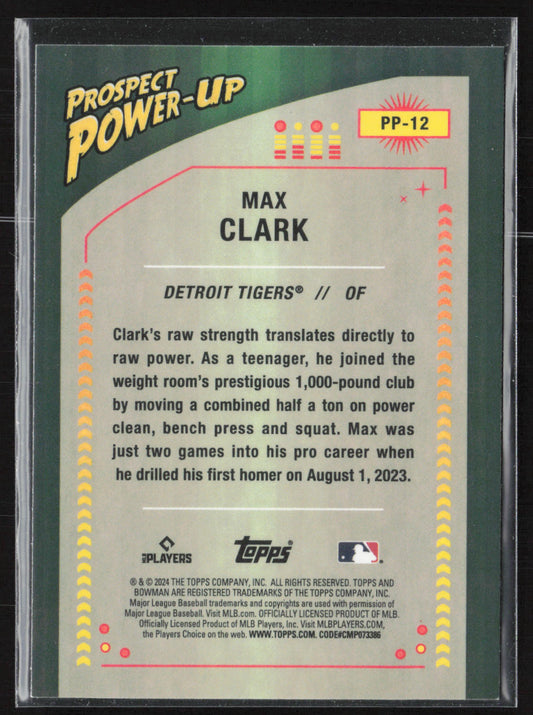 PROSPECT
POWER-UP
PP-12
MAX
CLARK
DETROIT TIGERS® // OF
Clark's raw strength translates directly to
raw power. As a teenager, he joined the
weight room's prestigious 1,000-pound club
by moving a combined half a ton on power
clean, bench press and squat. Max was
just two games into his pro career when
he drilled his first homer on August 1, 2023.
MLB PLAYERS
Topps
® & © 2024 THE TOPPS COMPANY, INC. ALL RIGHTS RESERVED. TOPPS AND
BOWMAN ARE REGISTERED TRADEMARKS OF THE TOPPS COMPANY, INC.
Major League Baseball trademarks and copyrights are used with permission of
Major League Baseball. Visit MLB.com. OFFICIALLY LICENSED PRODUCT OF MLB.
Officially Licensed Product of MLB Players, Inc. Visit MLBPLAYERS.COM,
the Players Choice on the web. WWW.TOPPS.COM. CODE#CMP073386